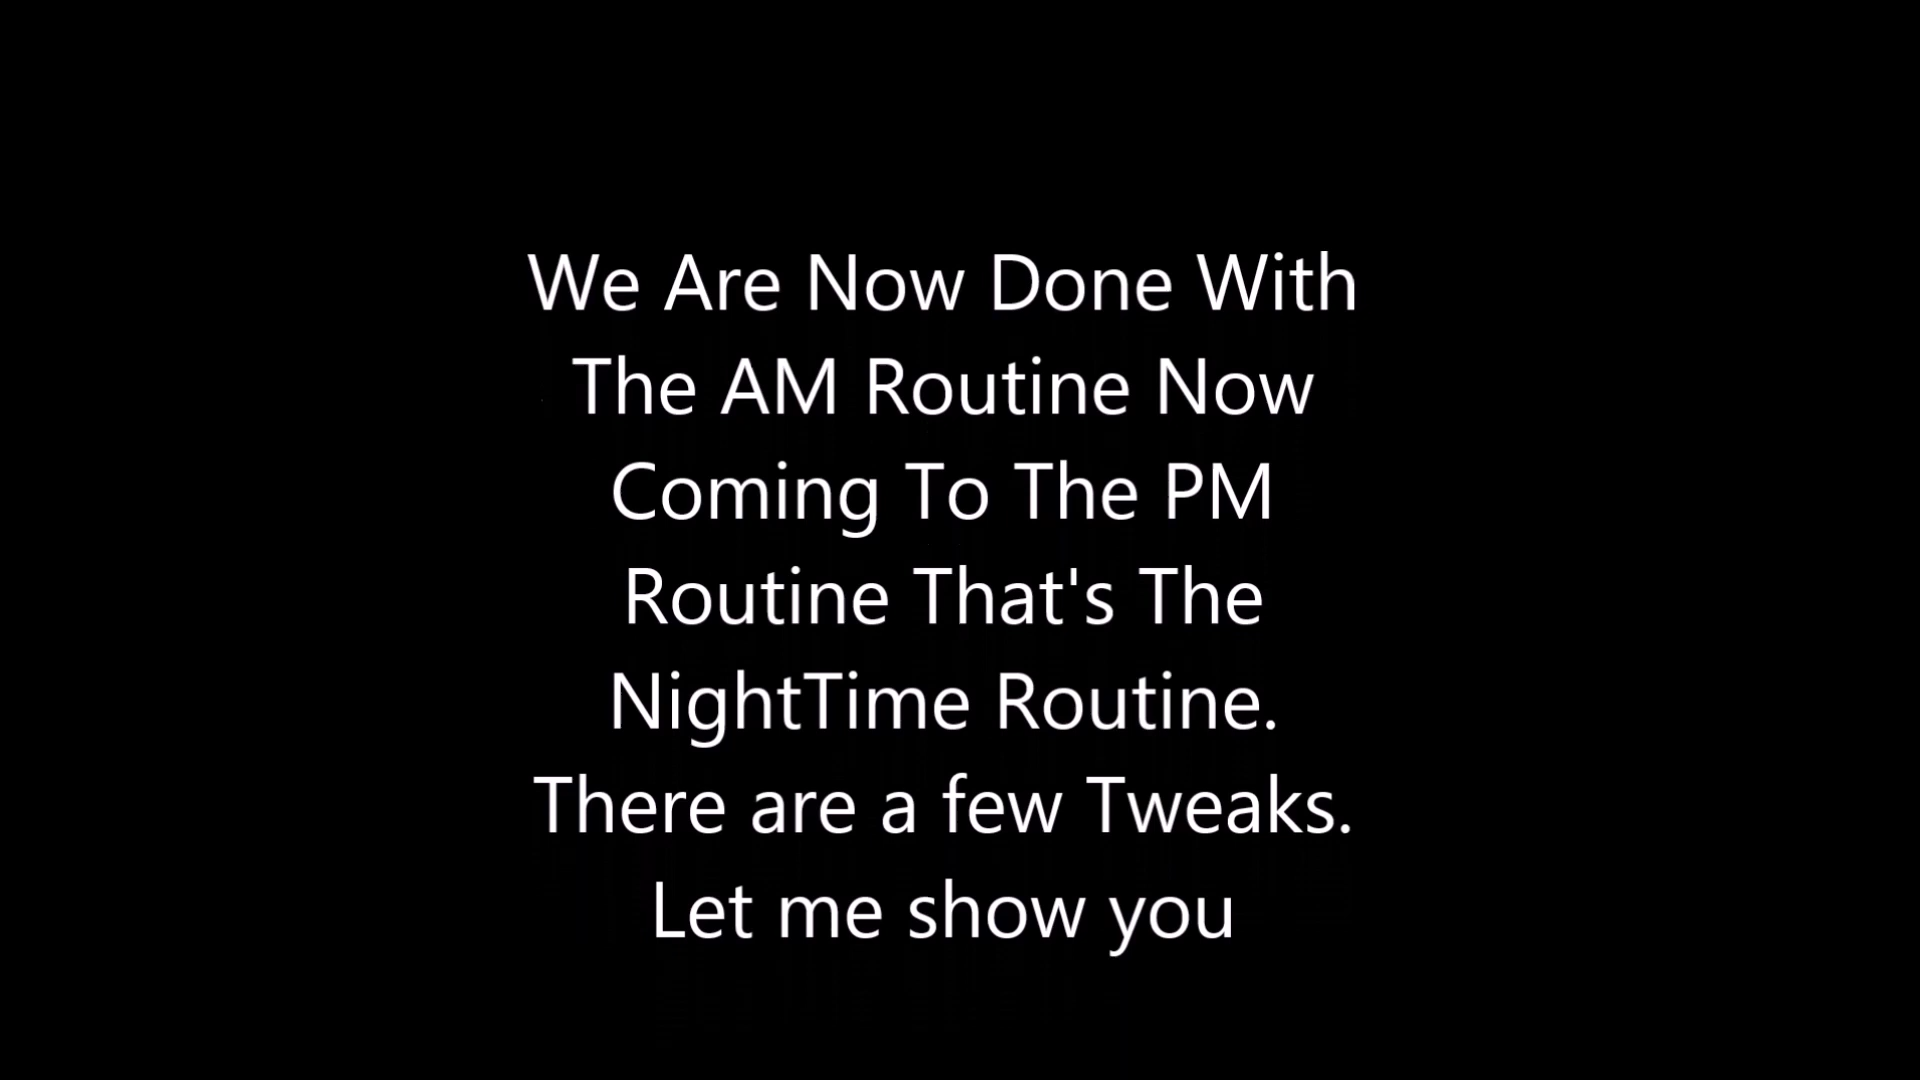 We Are Now Done With
The AM Routine Now
Coming To The PM
Routine That's The
NightTime Routine.
There are a few Tweaks.
Let me show you